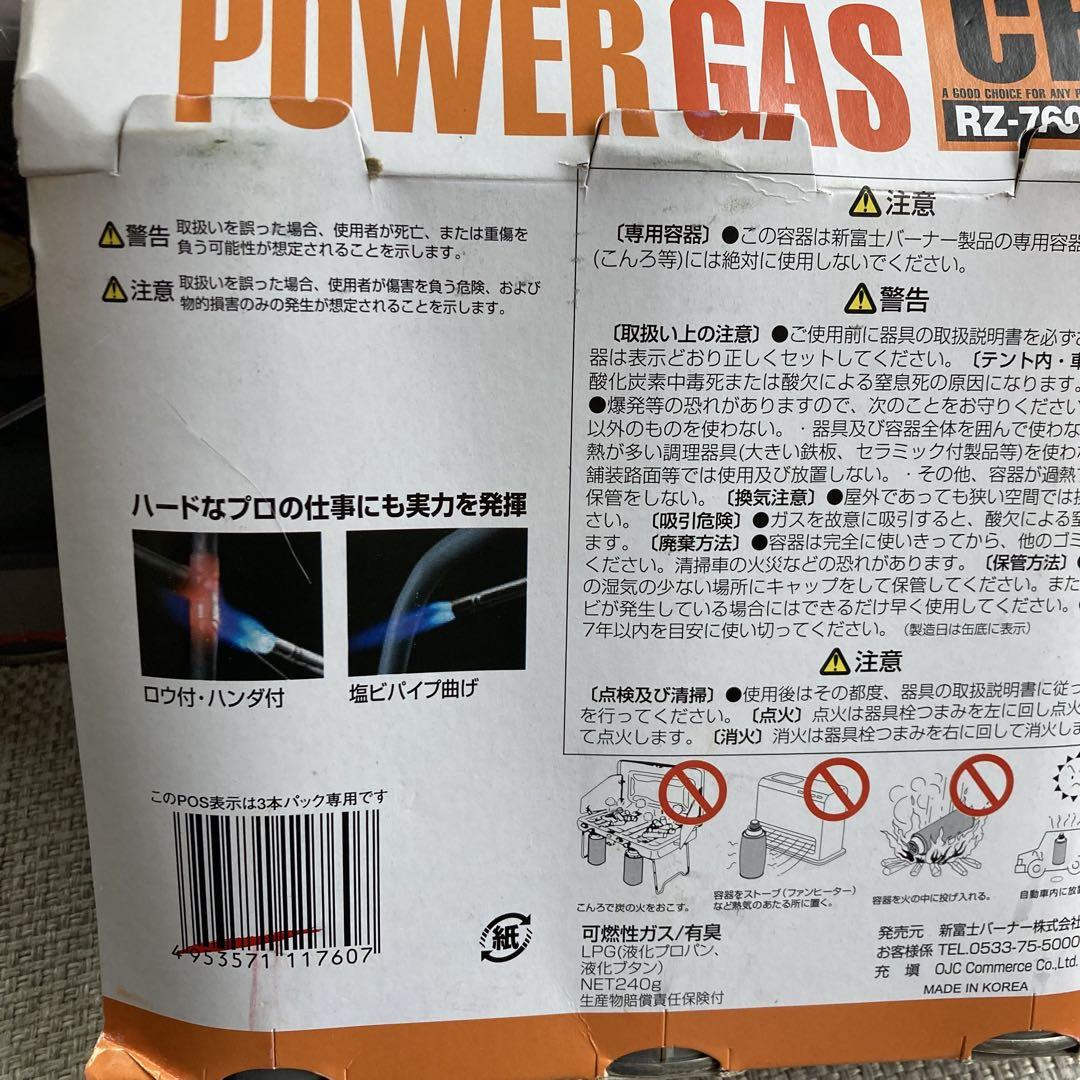 POWER GAS
A GOOD CHOICE FOR ANY
RZ-760
⚠警告 取扱いを誤った場合、使用者が死亡、または重傷を
負う可能性が想定されることを示します。
⚠注意 取扱いを誤った場合、使用者が傷害を負う危険、および
物的損害のみの発生が想定されることを示します。
ハードなプロの仕事にも実力を発揮
ロウ付・ハンダ付
塩ビパイプ曲げ
このPOS表示は3本パック専用です
4 953571 117607
紙
⚠注意
〔専用容器〕●この容器は新富士バーナー製品の専用容器
(こんろ等)には絶対に使用しないでください。
⚠警告
〔取扱い上の注意〕●ご使用前に器具の取扱説明書を必ず
器は表示どおり正しくセットしてください。〔テント内・車
酸化炭素中毒死または酸欠による窒息死の原因になります。
●爆発等の恐れがありますので、次のことをお守りください
以外のものを使わない。・器具及び容器全体を囲んで使わな
熱が多い調理器具(大きい鉄板、セラミック付製品等)を使わ
舗装路面等では使用及び放置しない。・その他、容器が過熱
保管をしない。〔換気注意〕●屋外であっても狭い空間では
さい。〔吸引危険〕●ガスを故意に吸引すると、酸欠による
ます。〔廃棄方法〕●容器は完全に使いきってから、他のゴミ
ください。清掃車の火災などの恐れがあります。〔保管方法〕
の湿気の少ない場所にキャップをして保管してください。また
ビが発生している場合にはできるだけ早く使用してください。
7年以内を目安に使い切ってください。(製造日は缶底に表示)
⚠注意
〔点検及び清掃〕●使用後はその都度、器具の取扱説明書に従っ
を行ってください。〔点火〕点火は器具栓つまみを左に回し点火
て点火します。〔消火〕消火は器具栓つまみを右に回して消火しま
こんろで炭の火をおこす。
容器をストーブ(ファンヒーター)
など熱気のあたる所に置く。
容器を火の中に投げ入れる。
自動車内に放
可燃性ガス/有臭
LPG(液化プロパン、
液化ブタン)
NET240g
生産物賠償責任保険付
発売元 新富士バーナー株式会社
お客様係 TEL.0533-75-5000
充填 OJC Commerce Co.,Ltd.
MADE IN KOREA